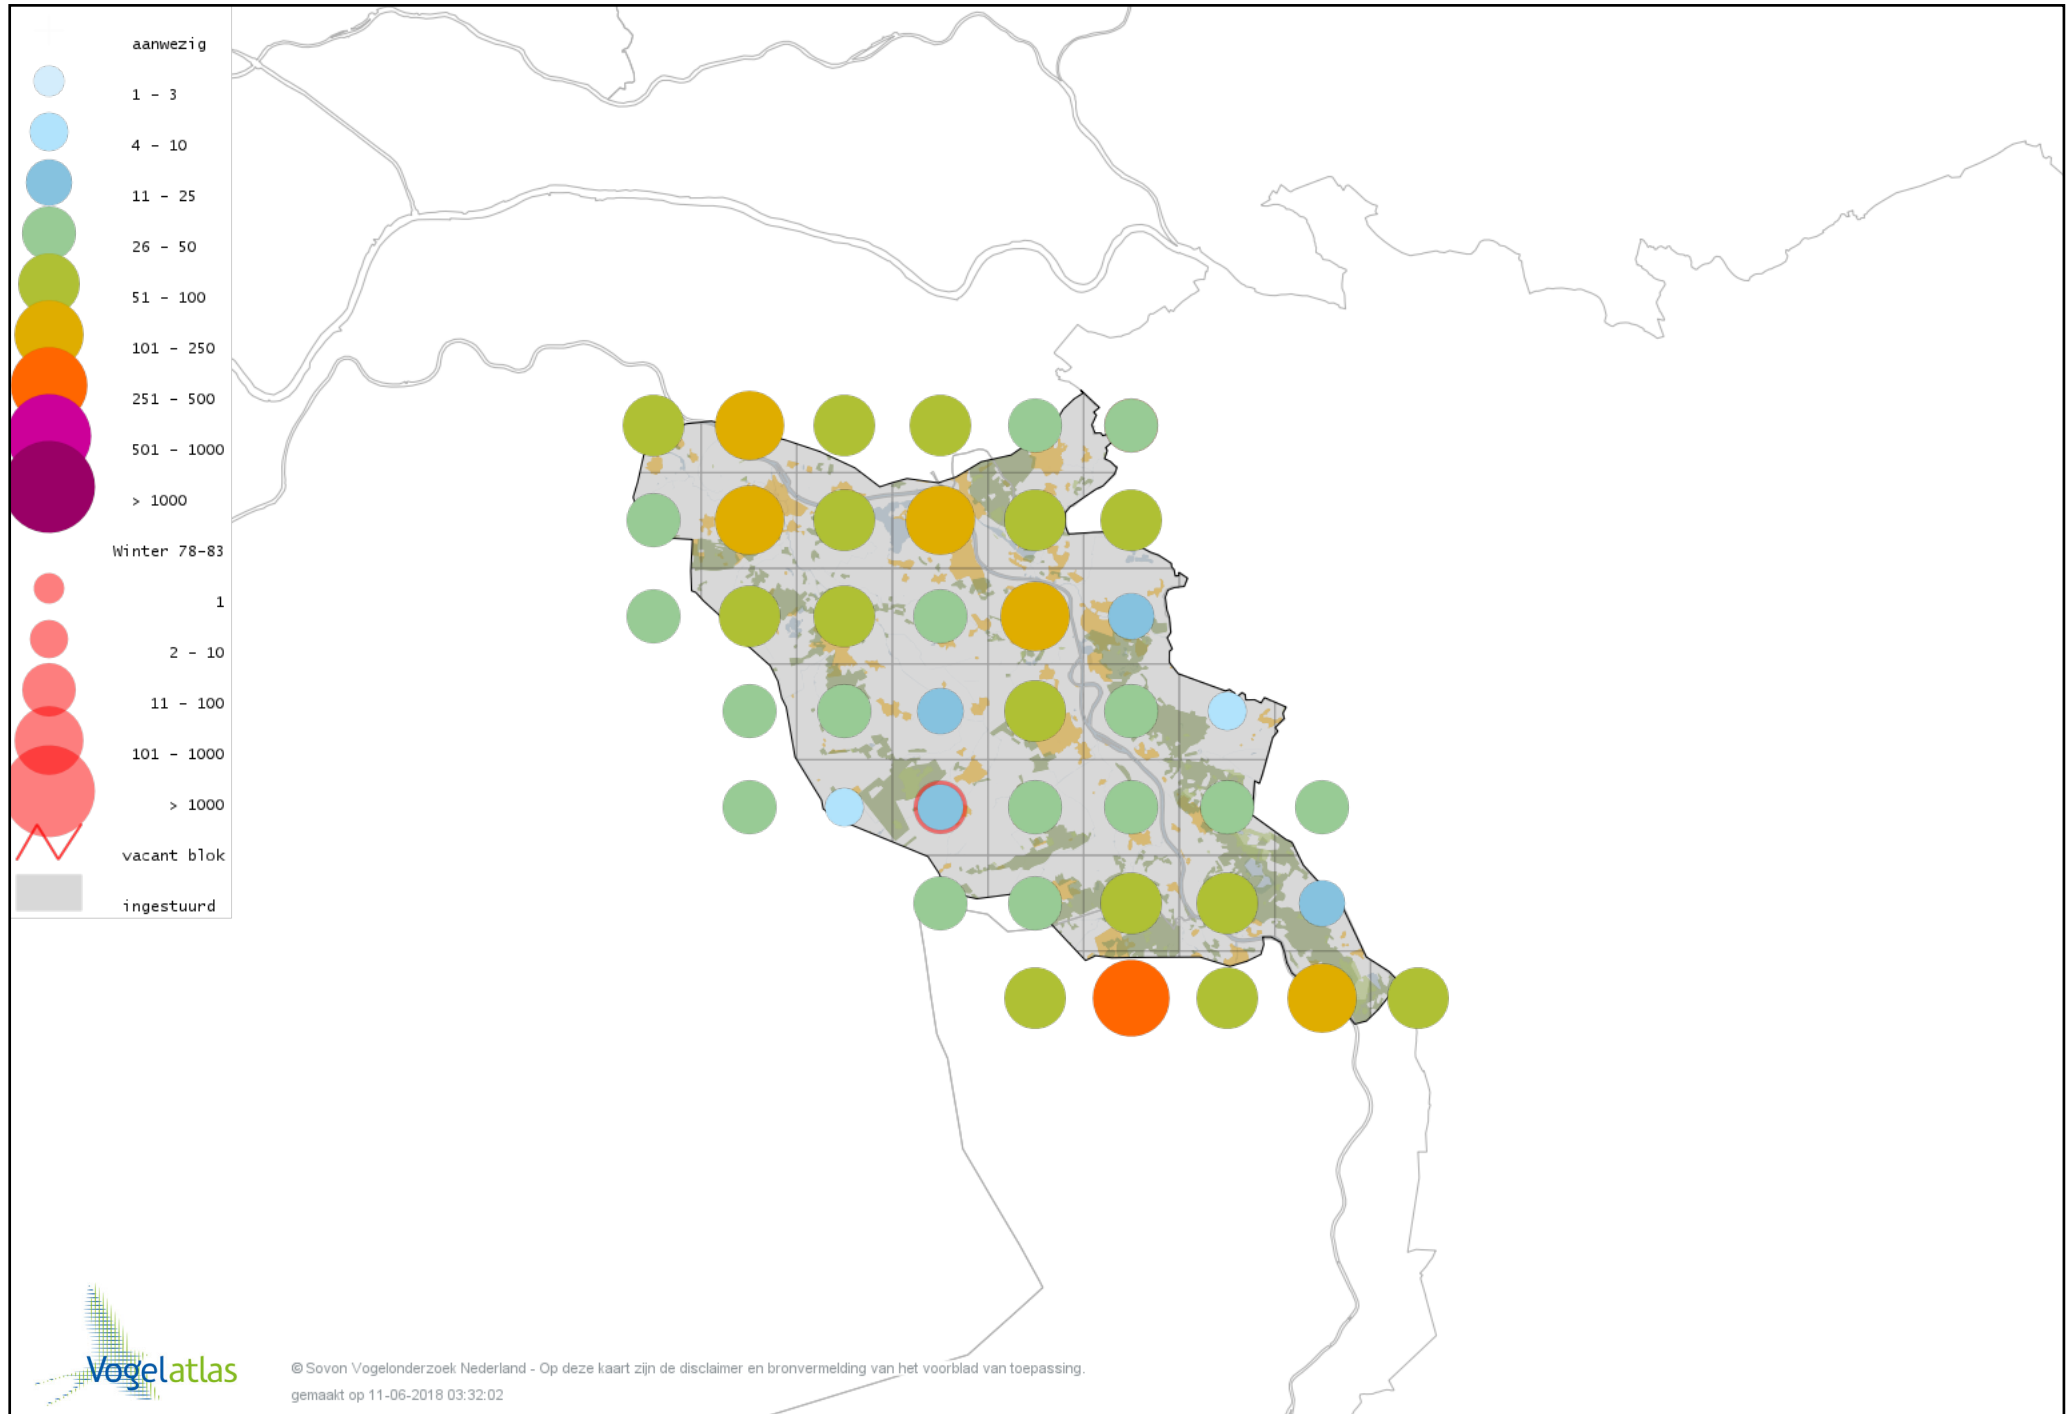 aanwezig
1 - 3
4 - 10
11 - 25
26 - 50
51 - 100
101 - 250
251 - 500
501 - 1000
> 1000
Winter 78-83
1
2 - 10
11 - 100
101 - 1000
> 1000
vacant blok
ingestuurd
Vogelatlas
© Sovon Vogelonderzoek Nederland - Op deze kaart zijn de disclaimer en bronvermelding van het voorblad van toepassing.
gemaakt op 11-06-2018 03:32:02